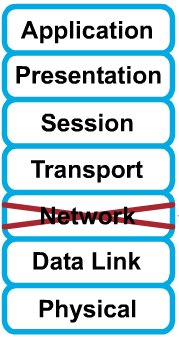 Application
Presentation
Session
Transport
Network
Data Link
Physical